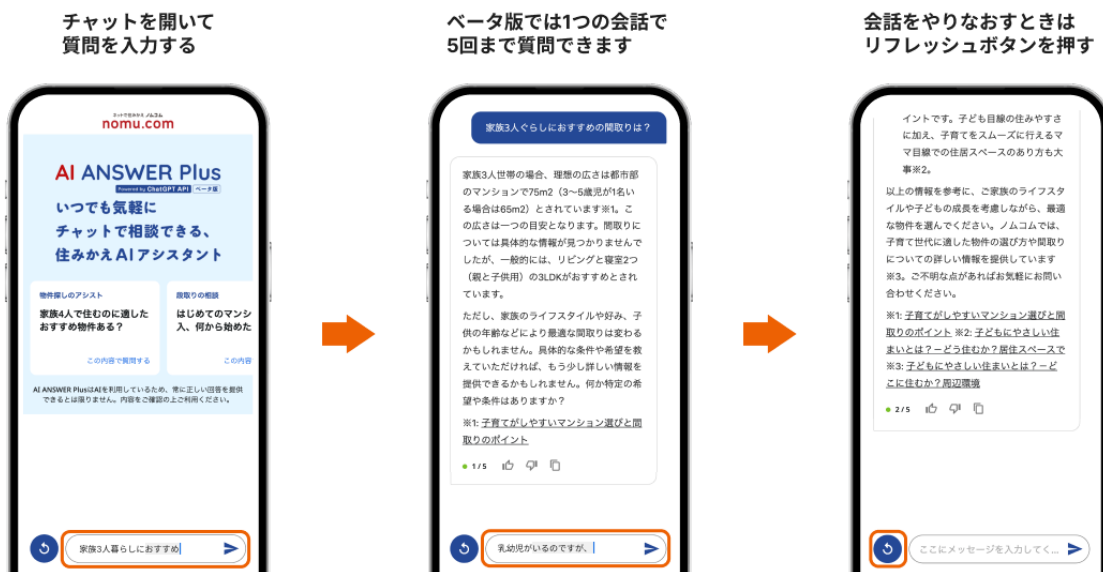 チャットを開いて
質問を入力する
ベータ版では1つの会話で
5回まで質問できます
会話をやりなおすときは
リフレッシュボタンを押す
ネットで住みかえ ノムコム
nomu.com
AI ANSWER Plus
Powered by ChatGPT API ベータ版
いつでも気軽に
チャットで相談できる、
住みかえAIアシスタント
物件探しのアシスト
家族4人で住むのに適した
おすすめ物件ある?
この内容で質問する
段取りの相談
はじめてのマンシ
入、何から始めた
この内容
AI ANSWER PlusはAIを利用しているため、常に正しい回答を提供
できるとは限りません。内容をご確認の上ご利用ください。
家族3人暮らしにおすすめ
家族3人ぐらしにおすすめの間取りは?
家族3人世帯の場合、理想の広さは都市部
のマンションで75m2(3〜5歳児が1名い
る場合は65m2)とされています※1。こ
の広さは一つの目安となります。間取りに
ついては具体的な情報が見つかりませんで
したが、一般的には、リビングと寝室2つ
(親と子供用)の3LDKがおすすめとされ
ています。
ただし、家族のライフスタイルや好み、子
供の年齢などにより最適な間取りは変わる
かもしれません。具体的な条件や希望を教
えていただければ、もう少し詳しい情報を
提供できるかもしれません。何か特定の希
望や条件はありますか?
※1: 子育てがしやすいマンション選びと間
取りのポイント
1/5
乳幼児がいるのですが、
イントです。子ども目線の住みやすさ
に加え、子育てをスムーズに行えるマ
マ目線での住居スペースのあり方も大
事※2。
以上の情報を参考に、ご家族のライフスタ
イルや子どもの成長を考慮しながら、最適
な物件を選んでください。ノムコムでは、
子育て世代に適した物件の選び方や間取り
についての詳しい情報を提供しています
※3。ご不明な点があればお気軽にお問い
合わせください。
※1: 子育てがしやすいマンション選びと間
取りのポイント ※2: 子どもにやさしい住
まいとは?ーどう住むか?居住スペースで
※3: 子どもにやさしい住まいとは?ーど
こに住むか?周辺環境
2/5
ここにメッセージを入力してく...